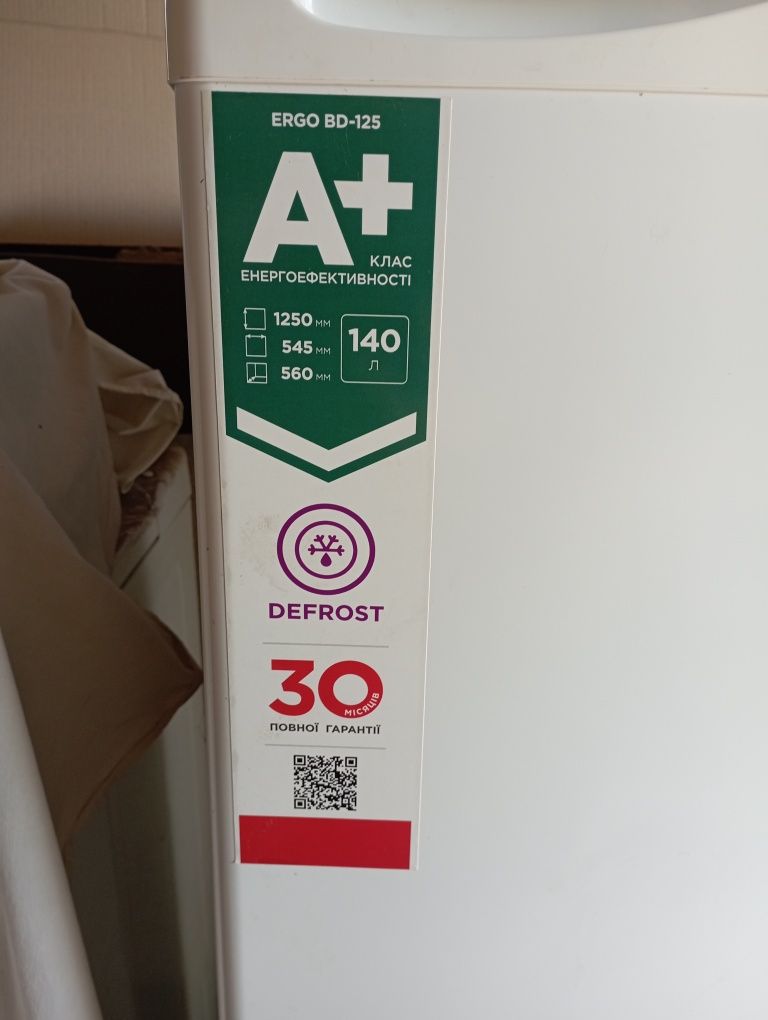 ERGO BD-125
A+
КЛАС
ЕНЕРГОЕФЕКТИВНОСТІ
1250 мм
545 мм
560 мм
140
Л
DEFROST
30
МІСЯЦІВ
ПОВНОЇ ГАРАНТІЇ